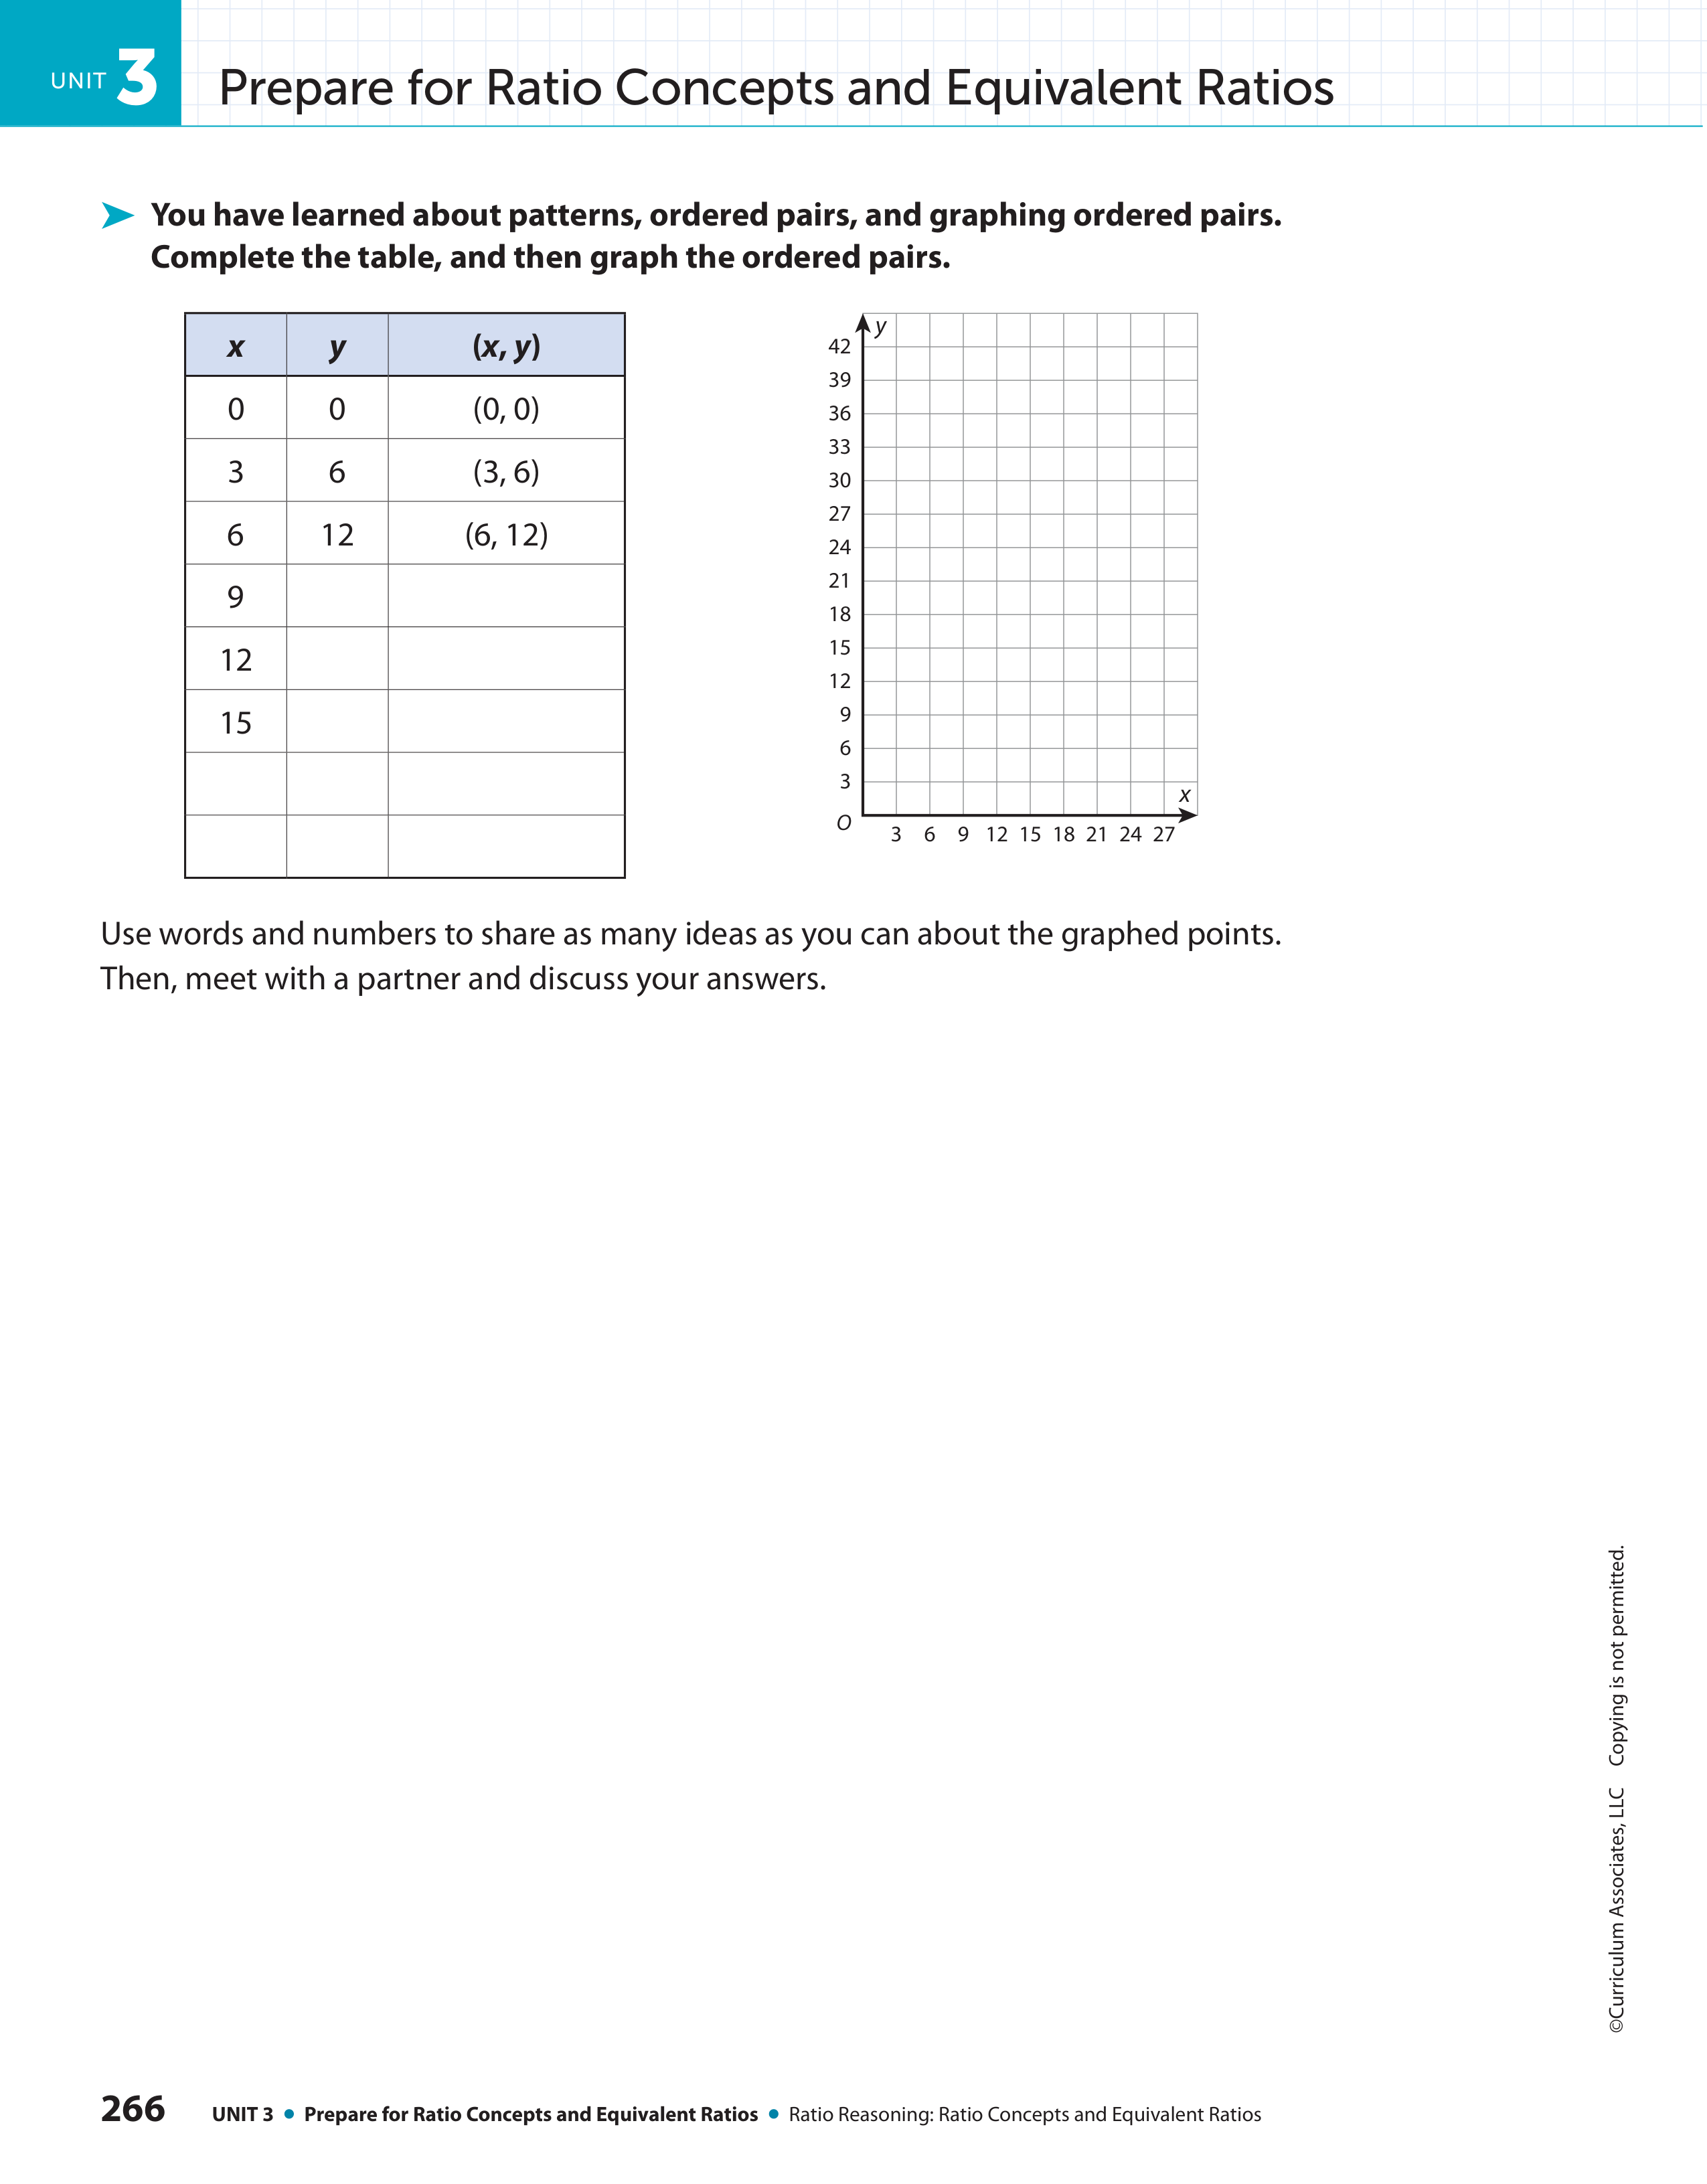 UNIT 3
Prepare for Ratio Concepts and Equivalent Ratios
You have learned about patterns, ordered pairs, and graphing ordered pairs.
Complete the table, and then graph the ordered pairs.
x y (x, y)
0 0 (0, 0)
3 6 (3, 6)
6 12 (6, 12)
9
12
15
y
42
39
36
33
30
27
24
21
18
15
12
9
6
3
x
O
3 6 9 12 15 18 21 24 27
Use words and numbers to share as many ideas as you can about the graphed points.
Then, meet with a partner and discuss your answers.
©Curriculum Associates, LLC Copying is not permitted.
266 UNIT 3 • Prepare for Ratio Concepts and Equivalent Ratios • Ratio Reasoning: Ratio Concepts and Equivalent Ratios